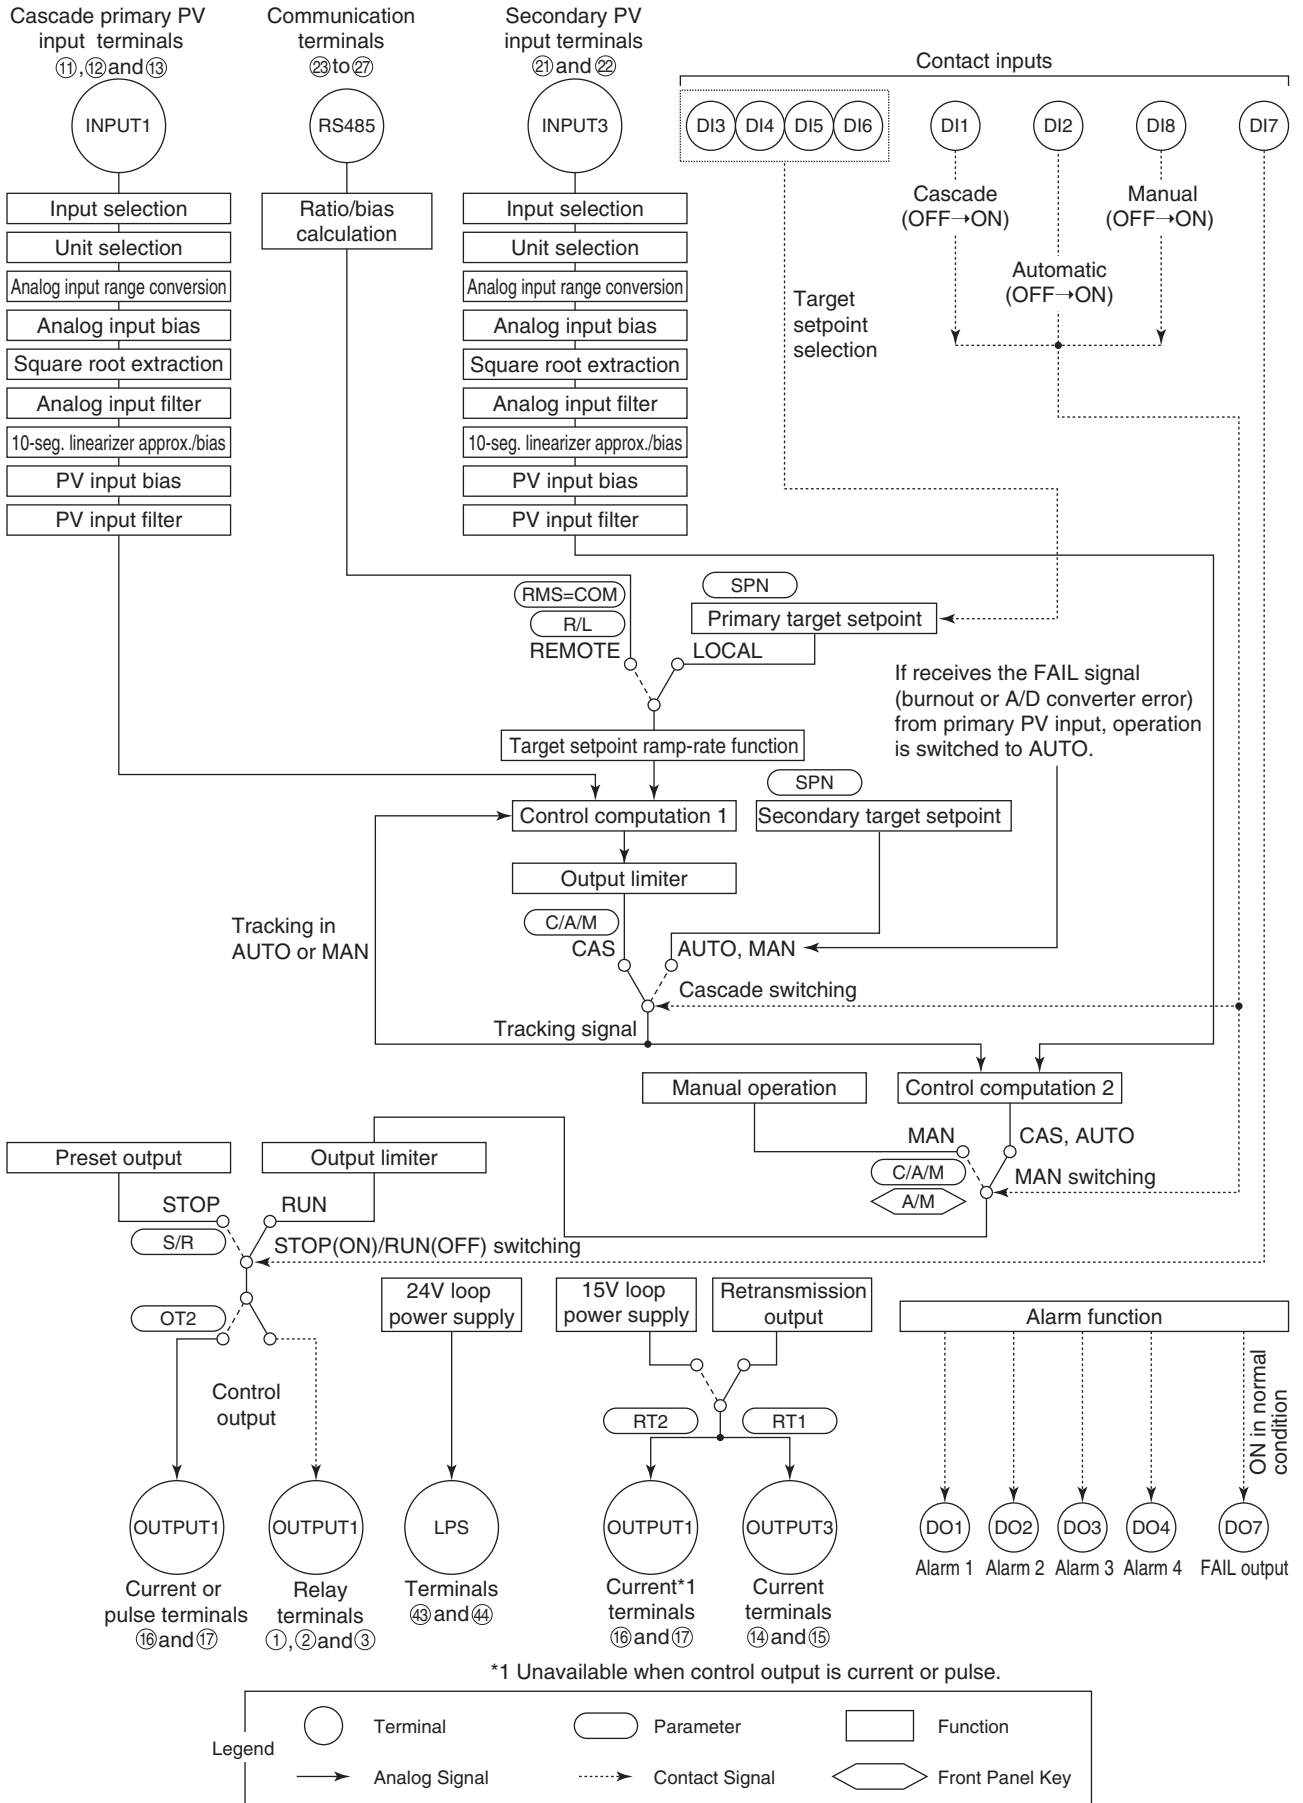 Cascade primary PV
input terminals
⑪,⑫and⑬
Communication
terminals
㉓to㉗
Secondary PV
input terminals
㉑and㉒
Contact inputs
INPUT1
RS485
INPUT3
DI3
DI4
DI5
DI6
DI1
DI2
DI8
DI7
Input selection
Unit selection
Analog input range conversion
Analog input bias
Square root extraction
Analog input filter
10-seg. linearizer approx./bias
PV input bias
PV input filter
Ratio/bias
calculation
Input selection
Unit selection
Analog input range conversion
Analog input bias
Square root extraction
Analog input filter
10-seg. linearizer approx./bias
PV input bias
PV input filter
Cascade
(OFF→ON)
Manual
(OFF→ON)
Automatic
(OFF→ON)
Target
setpoint
selection
RMS=COM
R/L
REMOTE
SPN
Primary target setpoint
LOCAL
If receives the FAIL signal
(burnout or A/D converter error)
from primary PV input, operation
is switched to AUTO.
Target setpoint ramp-rate function
SPN
Control computation 1
Secondary target setpoint
Output limiter
Tracking in
AUTO or MAN
C/A/M
CAS
AUTO, MAN
Cascade switching
Tracking signal
Manual operation
Control computation 2
MAN
CAS, AUTO
C/A/M
A/M
MAN switching
Preset output
Output limiter
STOP
RUN
S/R
STOP(ON)/RUN(OFF) switching
OT2
Control
output
24V loop
power supply
15V loop
power supply
Retransmission
output
Alarm function
RT2
RT1
ON in normal
condition
OUTPUT1
OUTPUT1
LPS
OUTPUT1
OUTPUT3
DO1
DO2
DO3
DO4
DO7
Alarm 1
Alarm 2
Alarm 3
Alarm 4
FAIL output
Current or
pulse terminals
⑯and⑰
Relay
terminals
①,②and③
Terminals
㊸and㊹
Current*1
terminals
⑯and⑰
Current
terminals
⑭and⑮
*1 Unavailable when control output is current or pulse.
Legend
Terminal
Parameter
Function
Analog Signal
Contact Signal
Front Panel Key